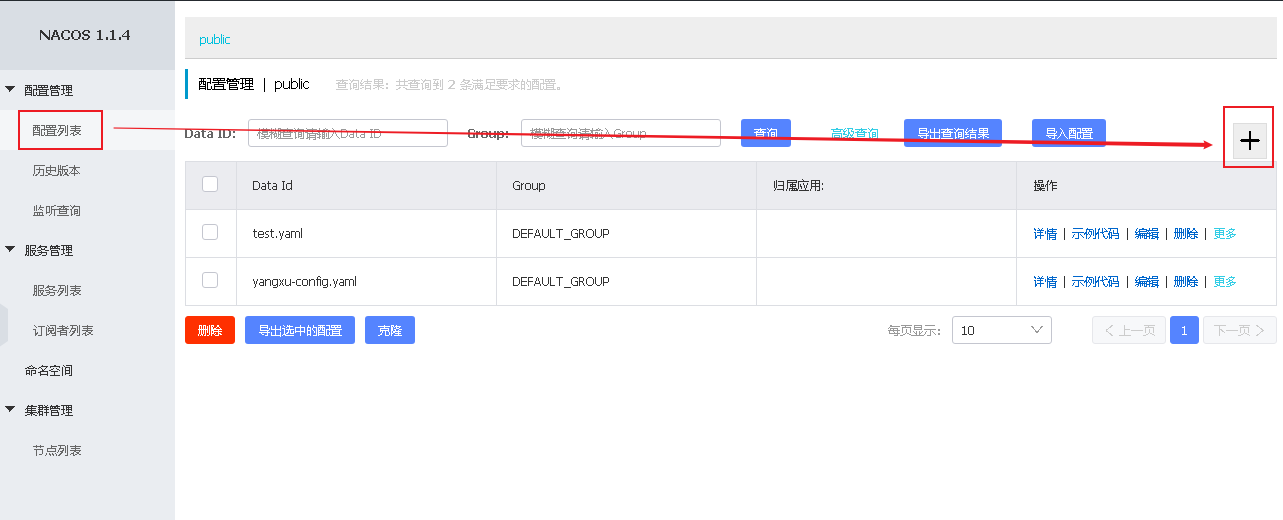 NACOS 1.1.4
配置管理
配置列表
历史版本
监听查询
服务管理
服务列表
订阅者列表
命名空间
集群管理
节点列表
public
配置管理 | public 查询结果：共查询到 2 条满足要求的配置。
Data ID: 模糊查询请输入Data ID Group: 模糊查询请输入Group 查询 高级查询 导出查询结果 导入配置 +
Data Id Group 归属应用: 操作
test.yaml DEFAULT_GROUP 详情 | 示例代码 | 编辑 | 删除 | 更多
yangxu-config.yaml DEFAULT_GROUP 详情 | 示例代码 | 编辑 | 删除 | 更多
删除 导出选中的配置 克隆 每页显示: 10 < 上一页 1 下一页 >